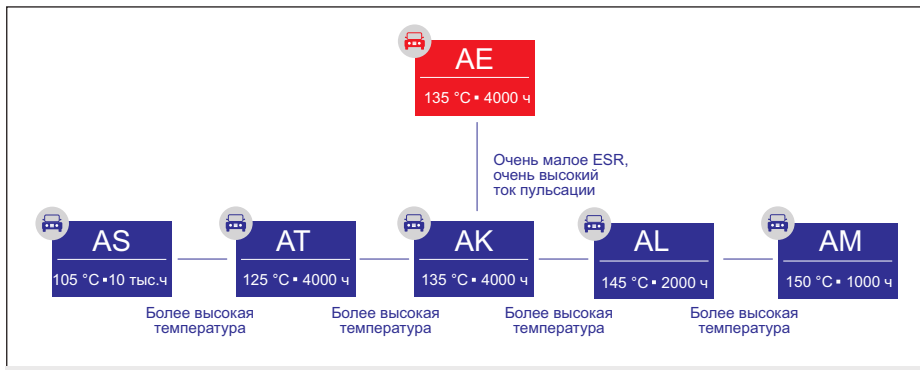 AE
135 °C ▪ 4000 ч
Очень малое ESR,
очень высокий
ток пульсации
AS
105 °C ▪10 тыс.ч
AT
125 °C ▪ 4000 ч
AK
135 °C ▪ 4000 ч
AL
145 °C ▪ 2000 ч
AM
150 °C ▪ 1000 ч
Более высокая
температура
Более высокая
температура
Более высокая
температура
Более высокая
температура